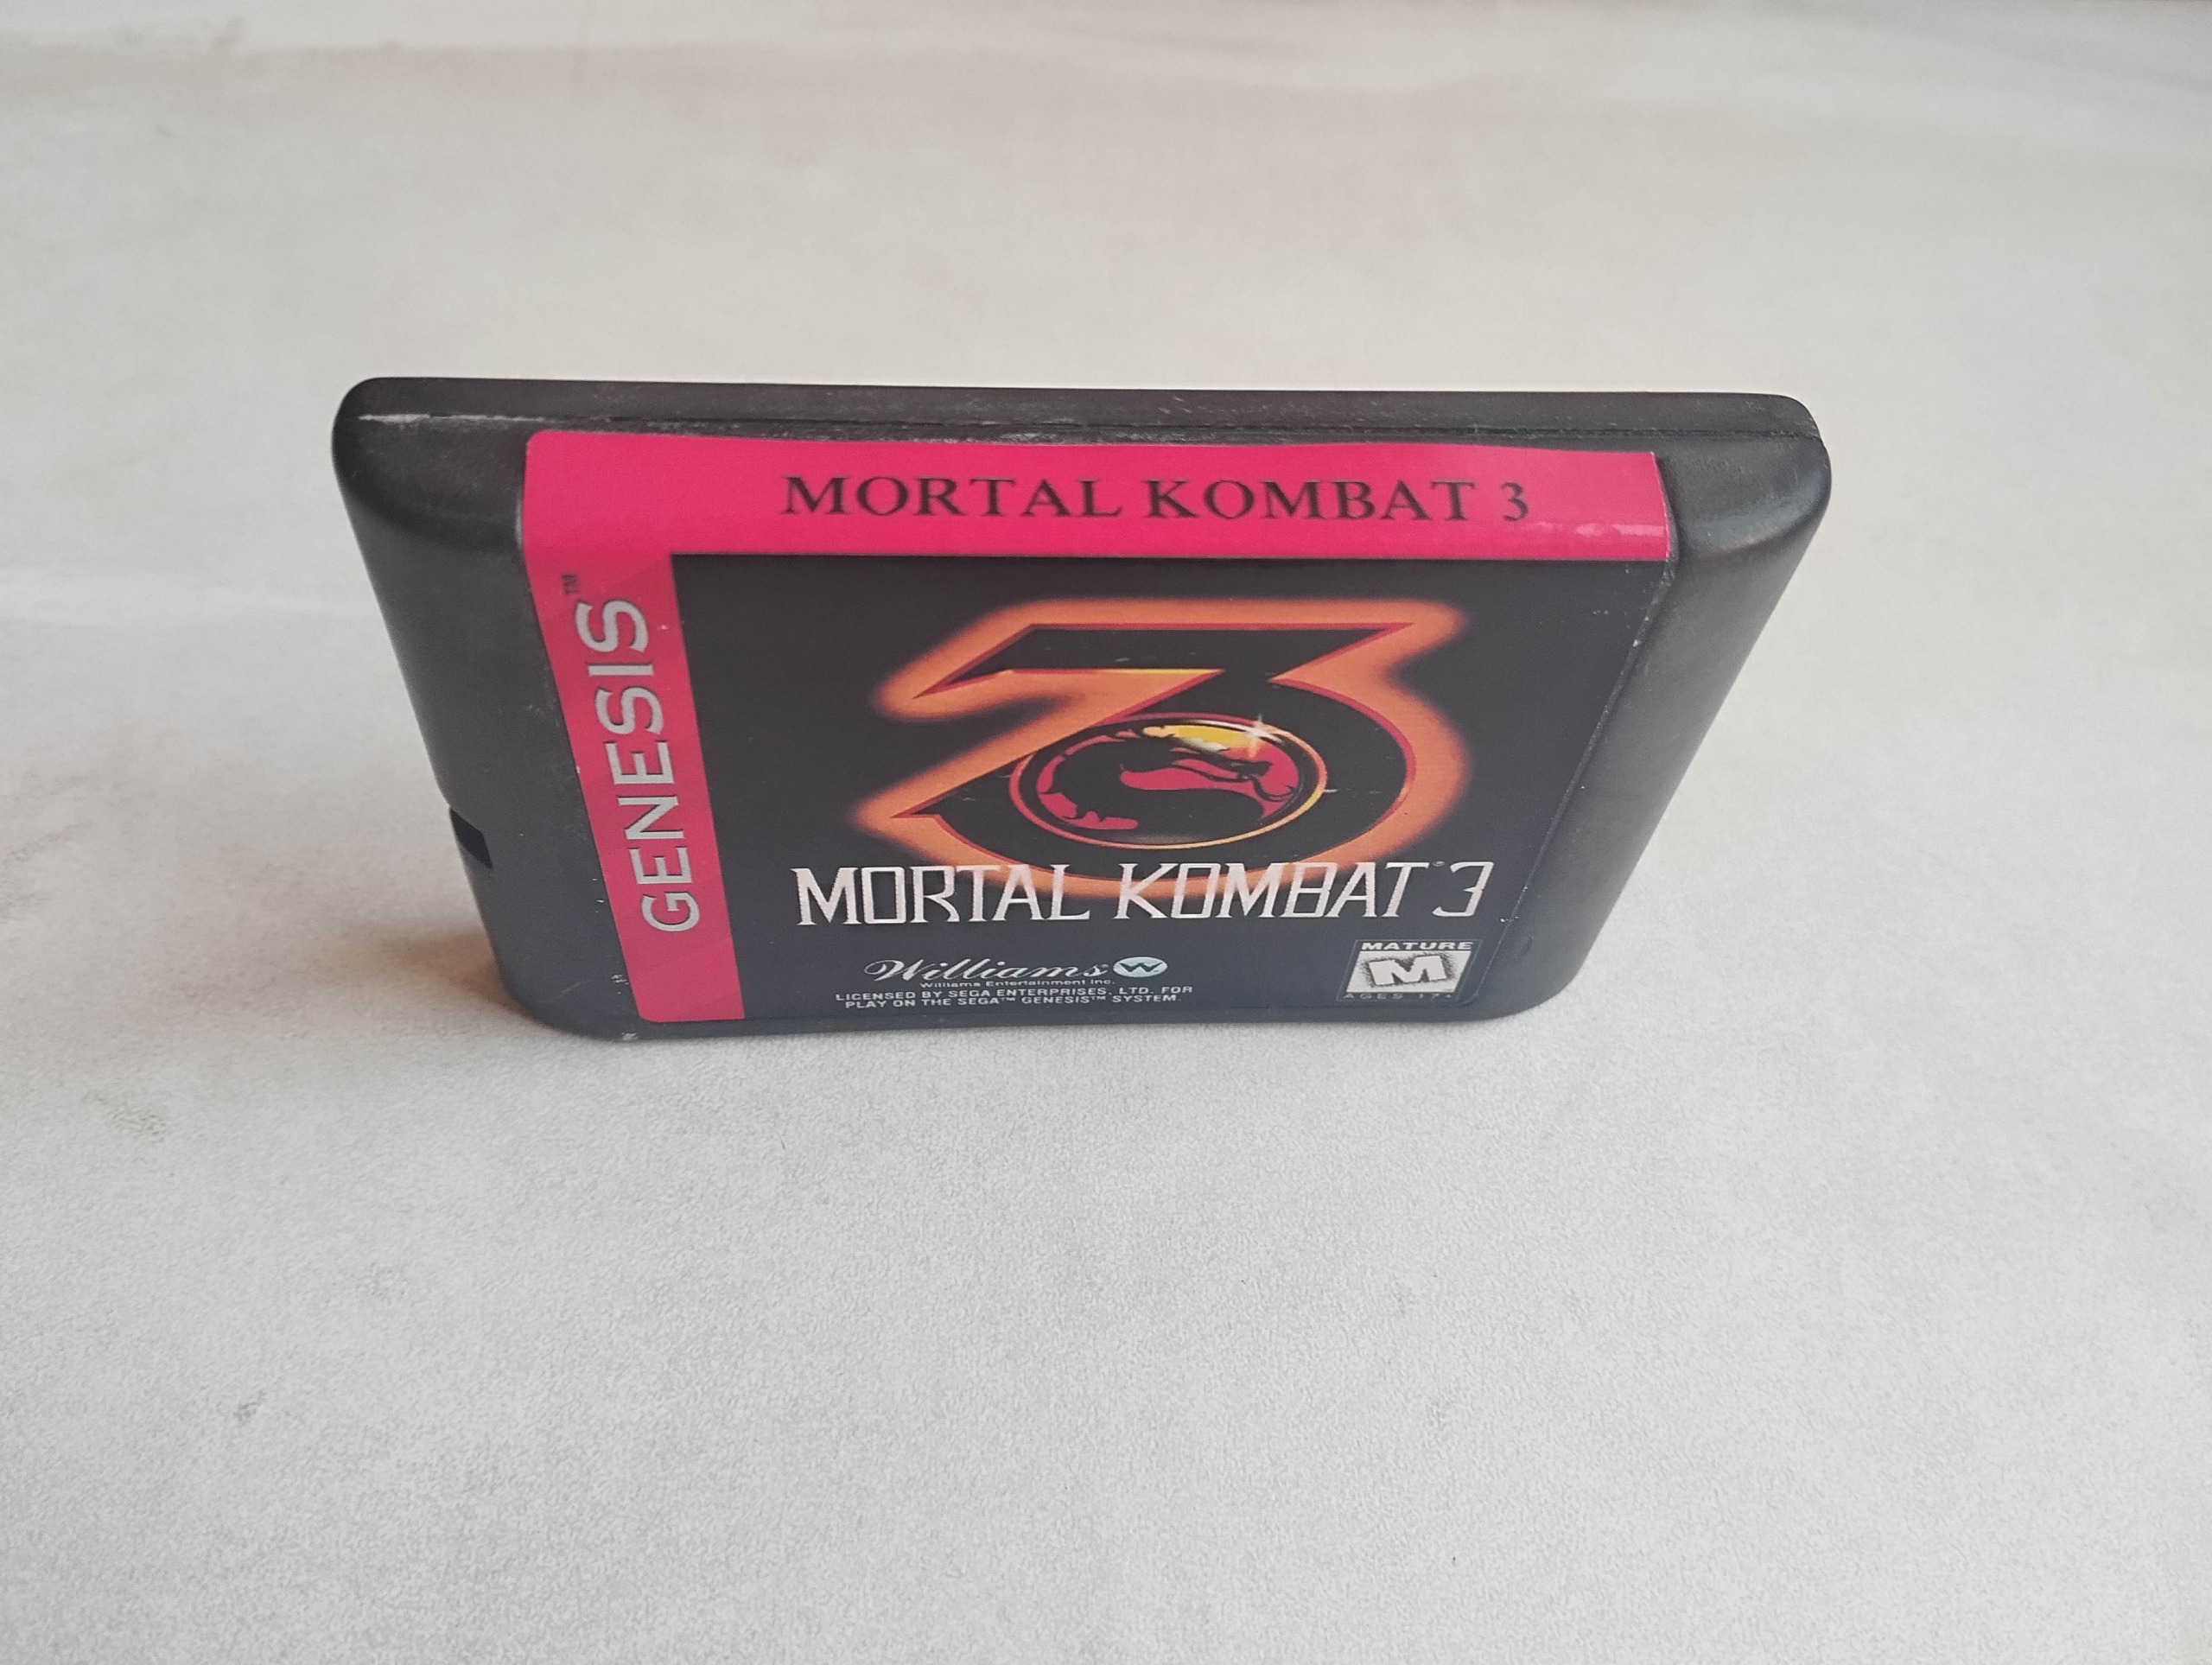 MORTAL KOMBAT 3
GENESIS™
MORTAL KOMBAT® 3
Williams® W
Williams Entertainment Inc.
LICENSED BY SEGA ENTERPRISES, LTD. FOR
PLAY ON THE SEGA™ GENESIS™ SYSTEM.
MATURE
M
AGES 17+